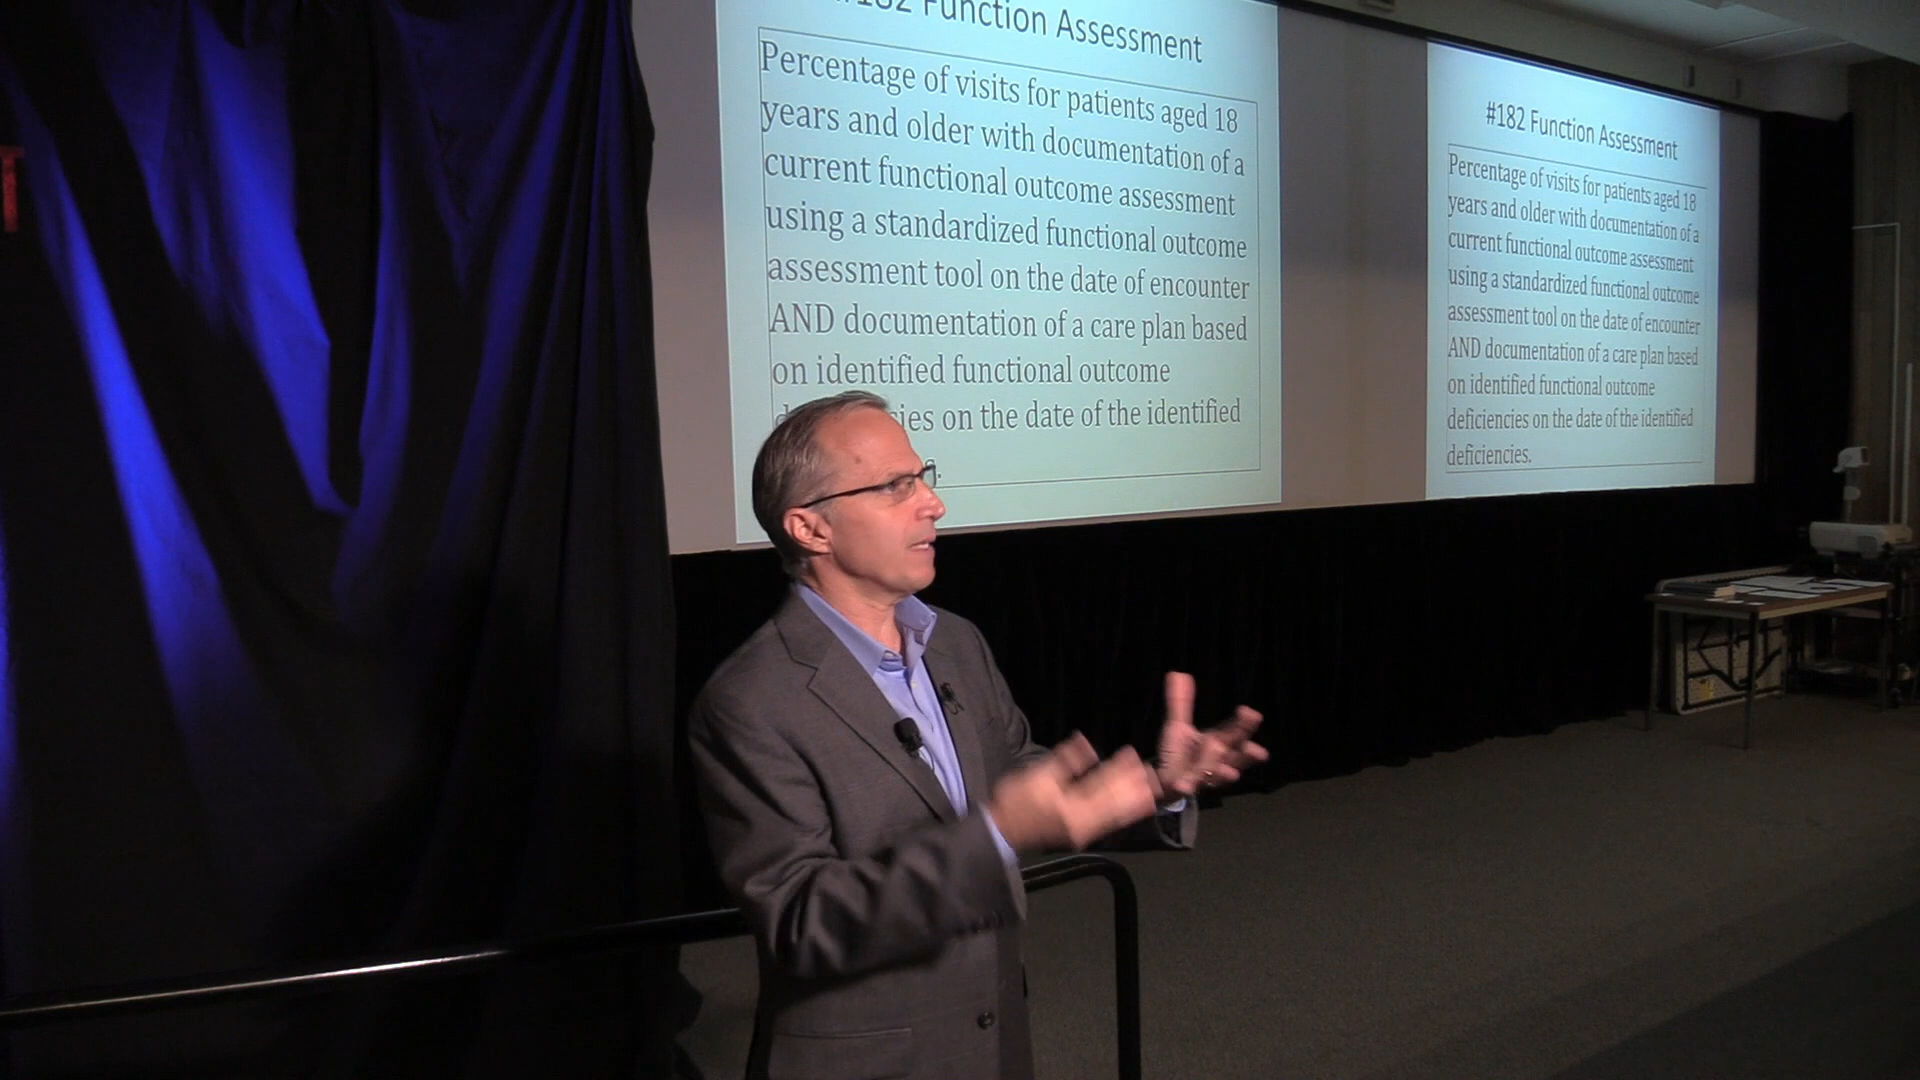 #182 Function Assessment
Percentage of visits for patients aged 18
years and older with documentation of a
current functional outcome assessment
using a standardized functional outcome
assessment tool on the date of encounter
AND documentation of a care plan based
on identified functional outcome
on the date of the identified
#182 Function Assessment
Percentage of visits for patients aged 18
years and older with documentation of a
current functional outcome assessment
using a standardized functional outcome
assessment tool on the date of encounter
AND documentation of a care plan based
on identified functional outcome
deficiencies on the date of the identified
deficiencies.